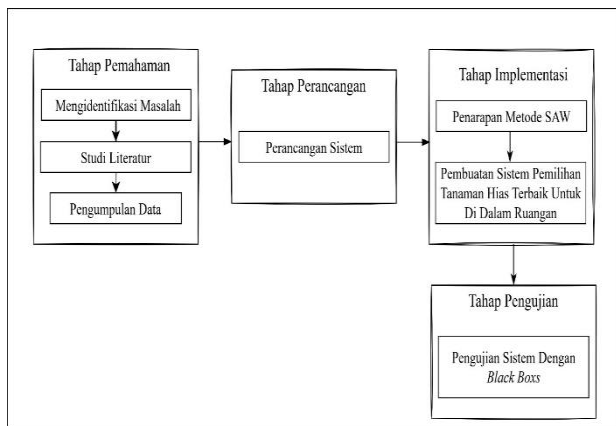 Tahap Pemahaman
Mengidentifikasi Masalah
Studi Literatur
Pengumpulan Data
Tahap Perancangan
Perancangan Sistem
Tahap Implementasi
Penarapan Metode SAW
Pembuatan Sistem Pemilihan
Tanaman Hias Terbaik Untuk
Di Dalam Ruangan
Tahap Pengujian
Pengujian Sistem Dengan
Black Boxs